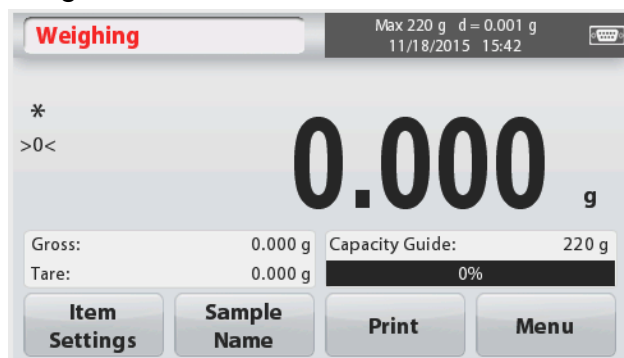 Weighing
Max 220 g d = 0.001 g
11/18/2015 15:42
*
>0<
0.000 g
Gross: 0.000 g
Tare: 0.000 g
Capacity Guide: 220 g
0%
Item Settings
Sample Name
Print
Menu